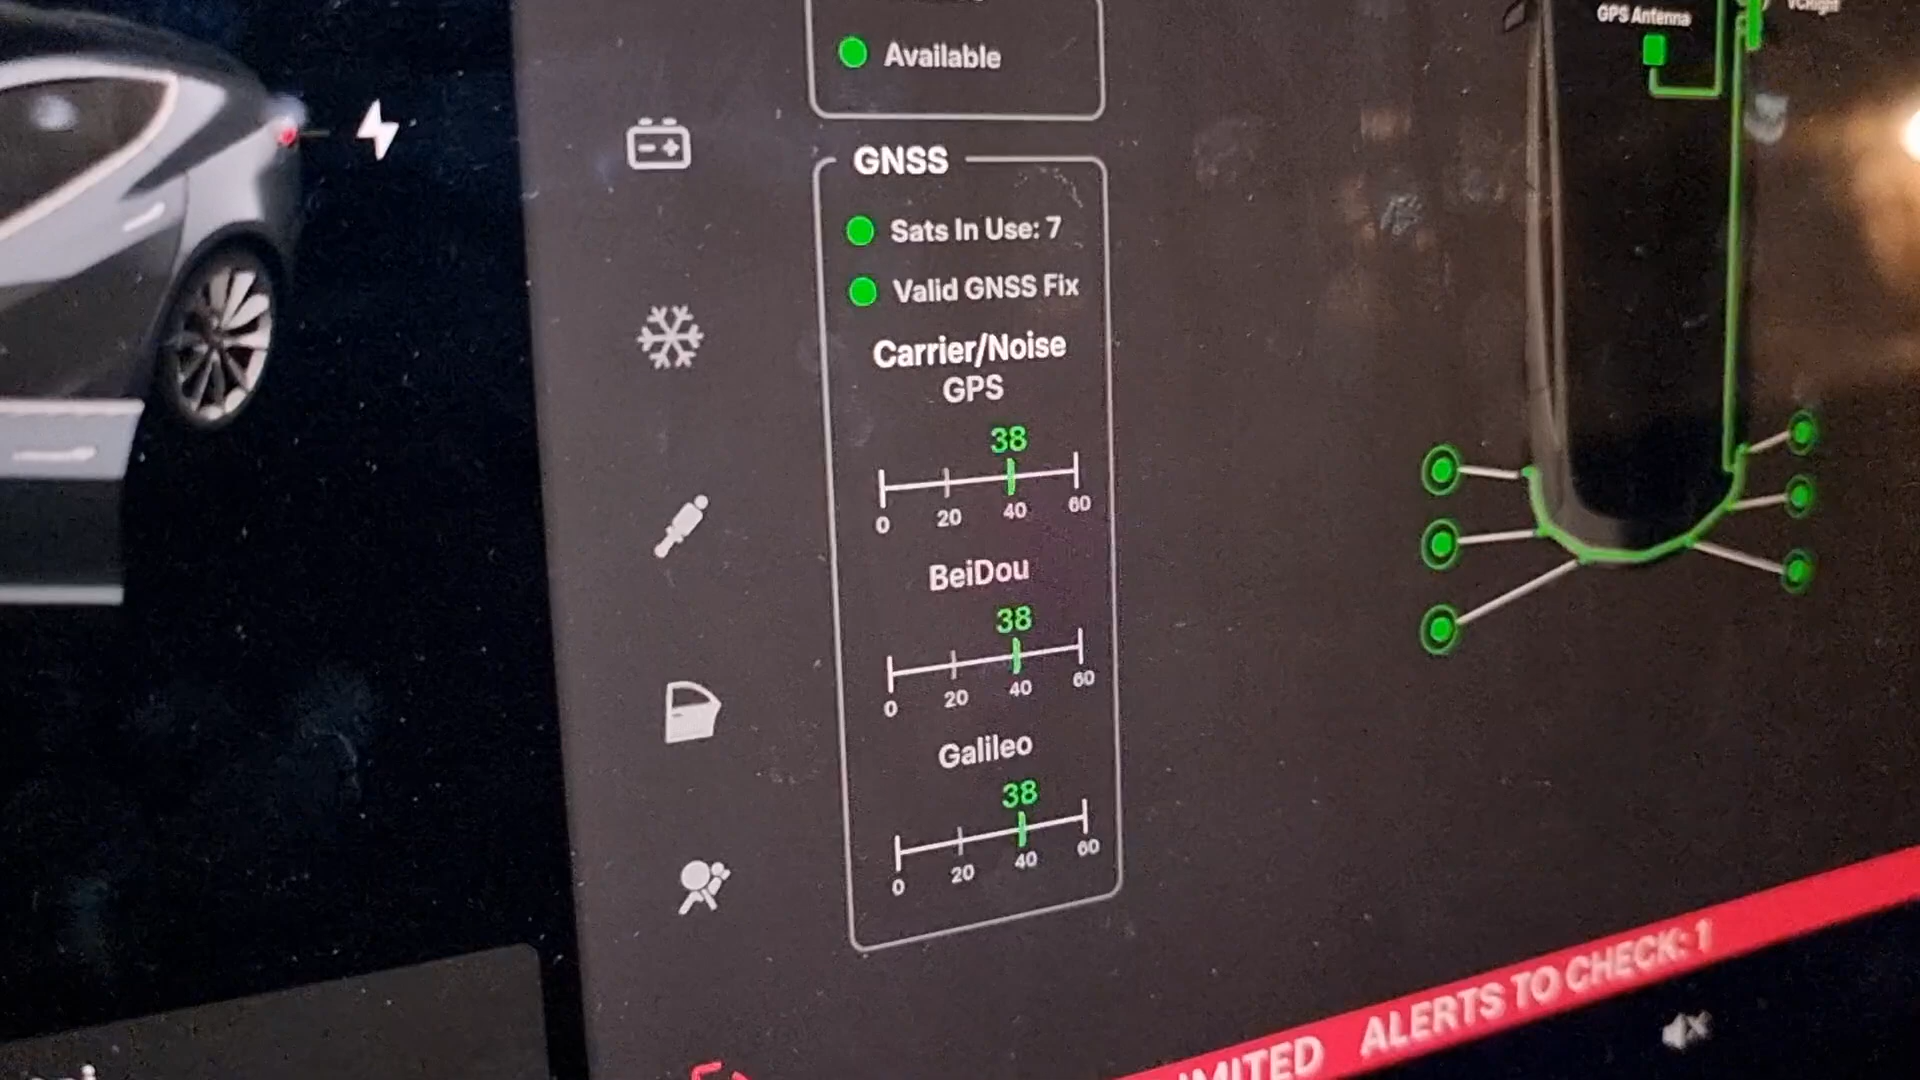 Available
GNSS
Sats In Use: 7
Valid GNSS Fix
Carrier/Noise
GPS
38
0 20 40 60
BeiDou
38
0 20 40 60
Galileo
38
0 20 40 60
GPS Antenna
VCRight
ALERTS TO CHECK: 1